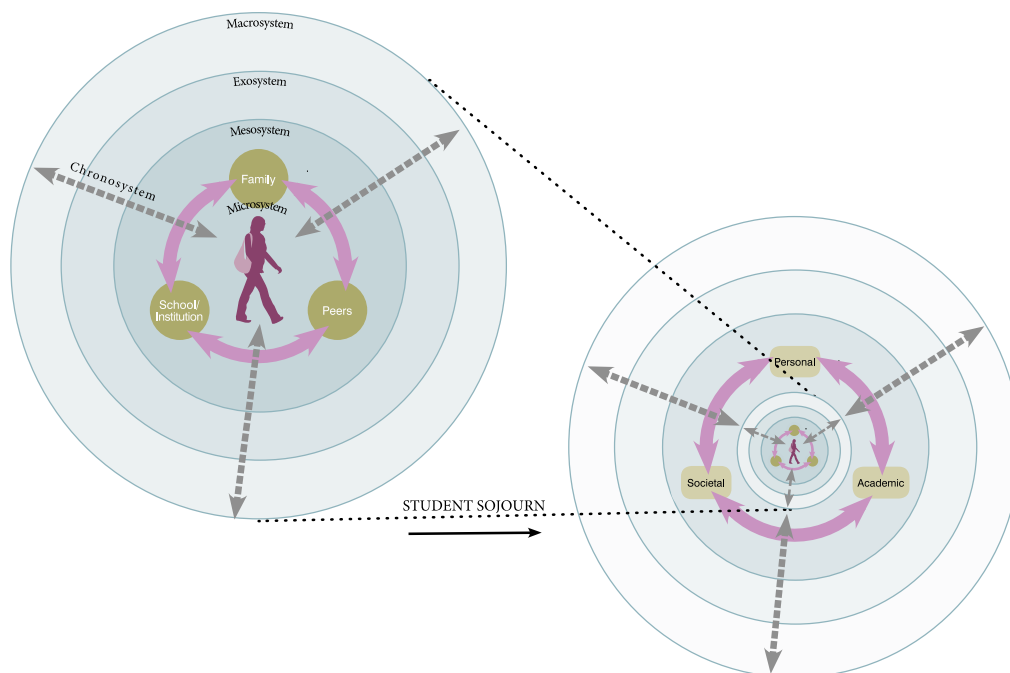 Macrosystem
Exosystem
Mesosystem
Chronosystem
Family
Microsystem
School/
Institution
Peers
Personal
Societal
Academic
STUDENT SOJOURN